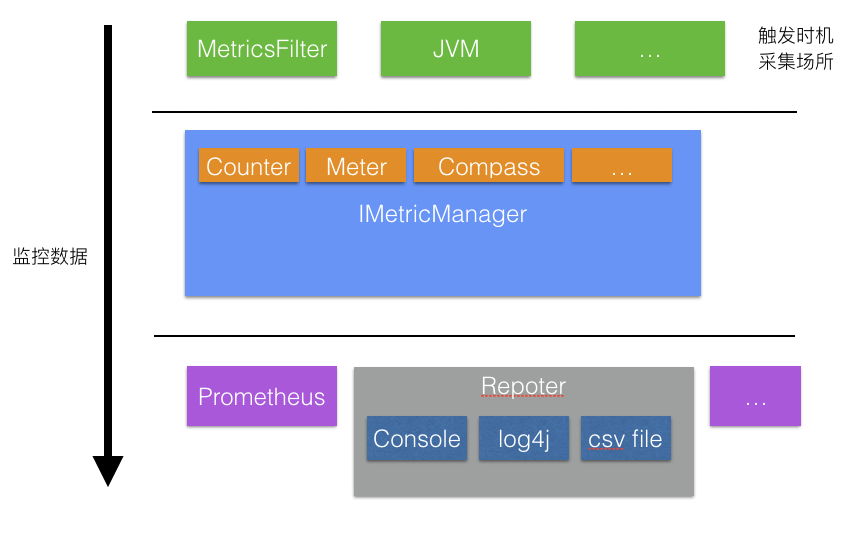 MetricsFilter
JVM
...
触发时机
采集场所
Counter
Meter
Compass
...
IMetricManager
监控数据
Prometheus
Repoter
...
Console
log4j
csv file